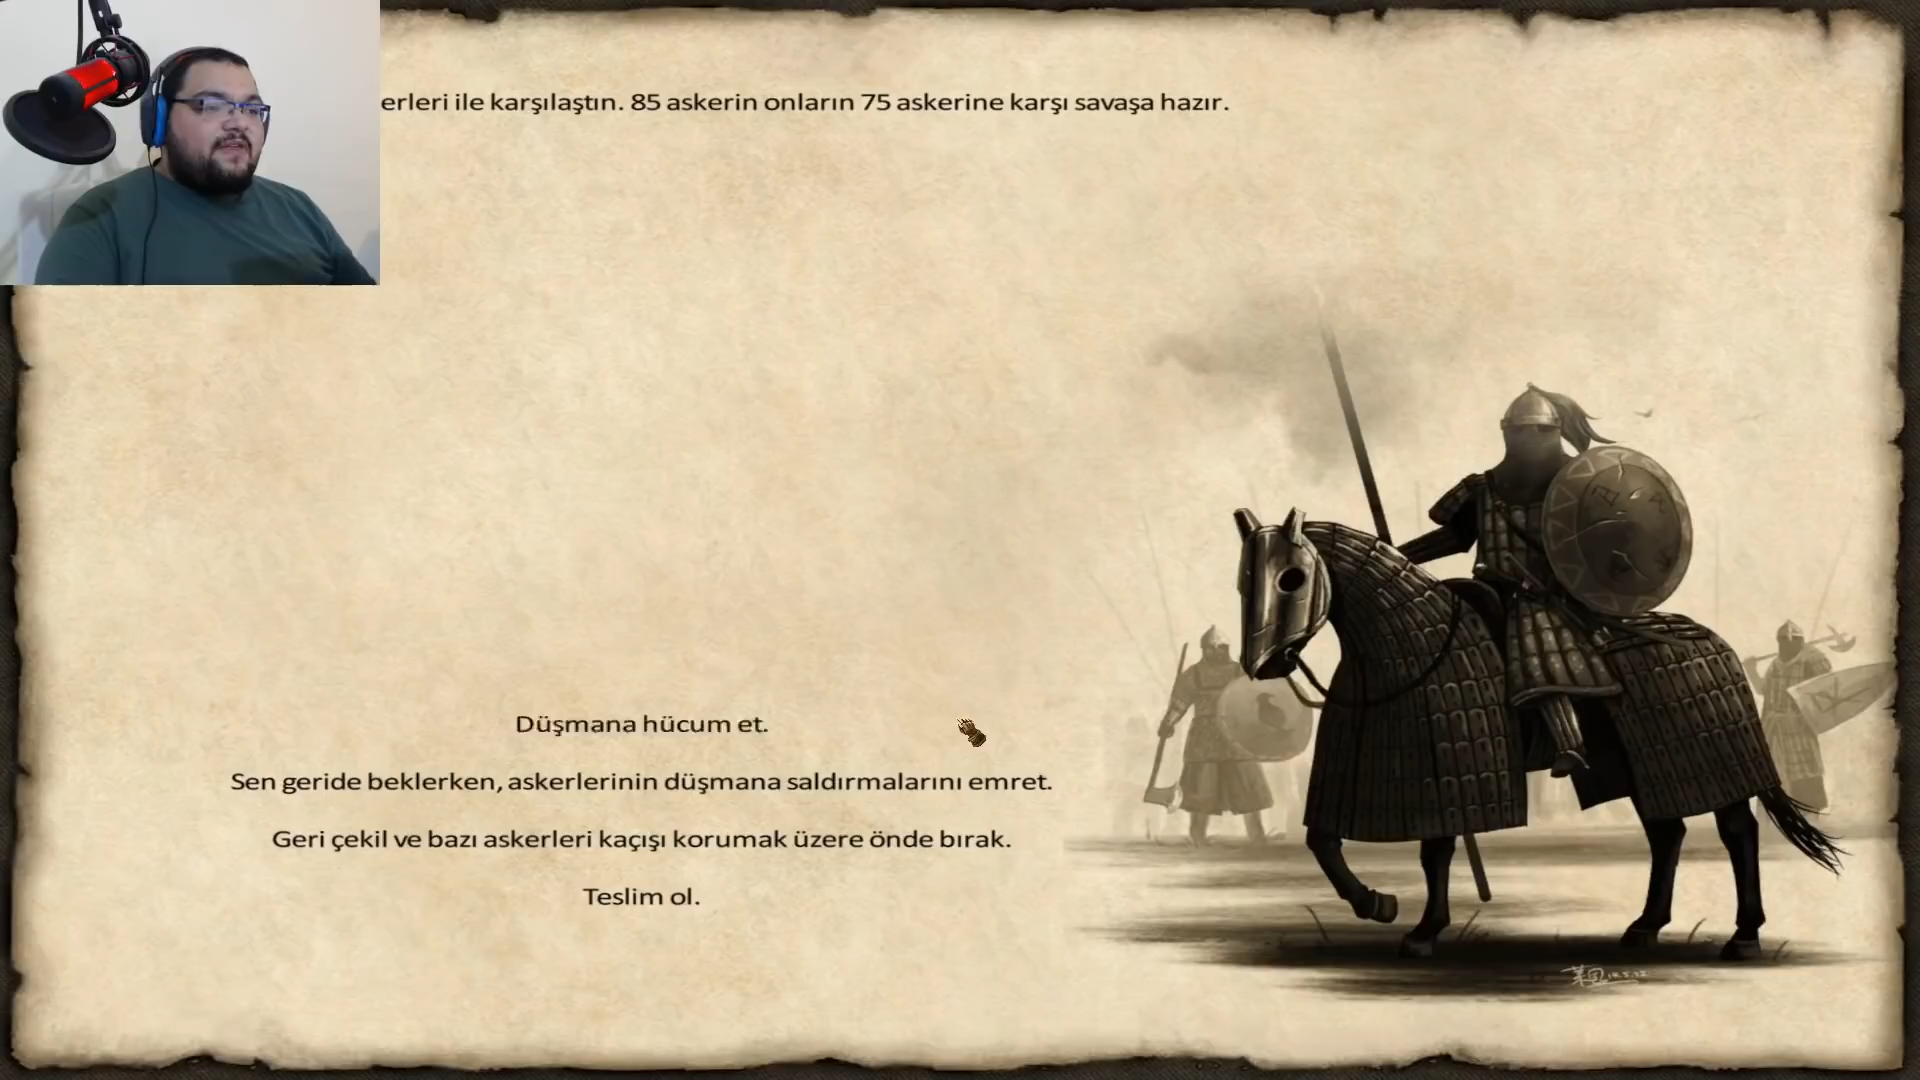 ile karşılaştın. 85 askerin onların 75 askerine karşı savaşa hazır.
Düşmana hücum et.
Sen geride beklerken, askerlerinin düşmana saldırmalarını emret.
Geri çekil ve bazı askerleri kaçışı korumak üzere önde bırak.
Teslim ol.